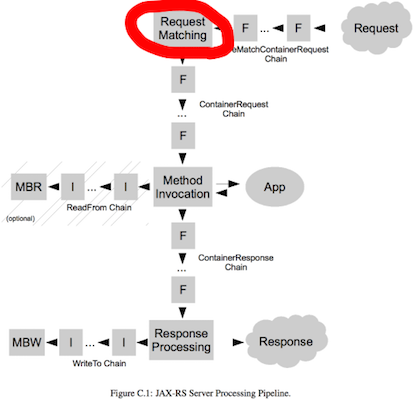 Request
Matching
F
F
...
F
Request
eMatchContainerRequest
Chain
F
ContainerRequest
Chain
...
F
MBR
I
...
I
Method
Invocation
App
(optional)
ReadFrom Chain
F
ContainerResponse
Chain
...
F
MBW
I
...
I
Response
Processing
Response
WriteTo Chain
Figure C.1: JAX-RS Server Processing Pipeline.